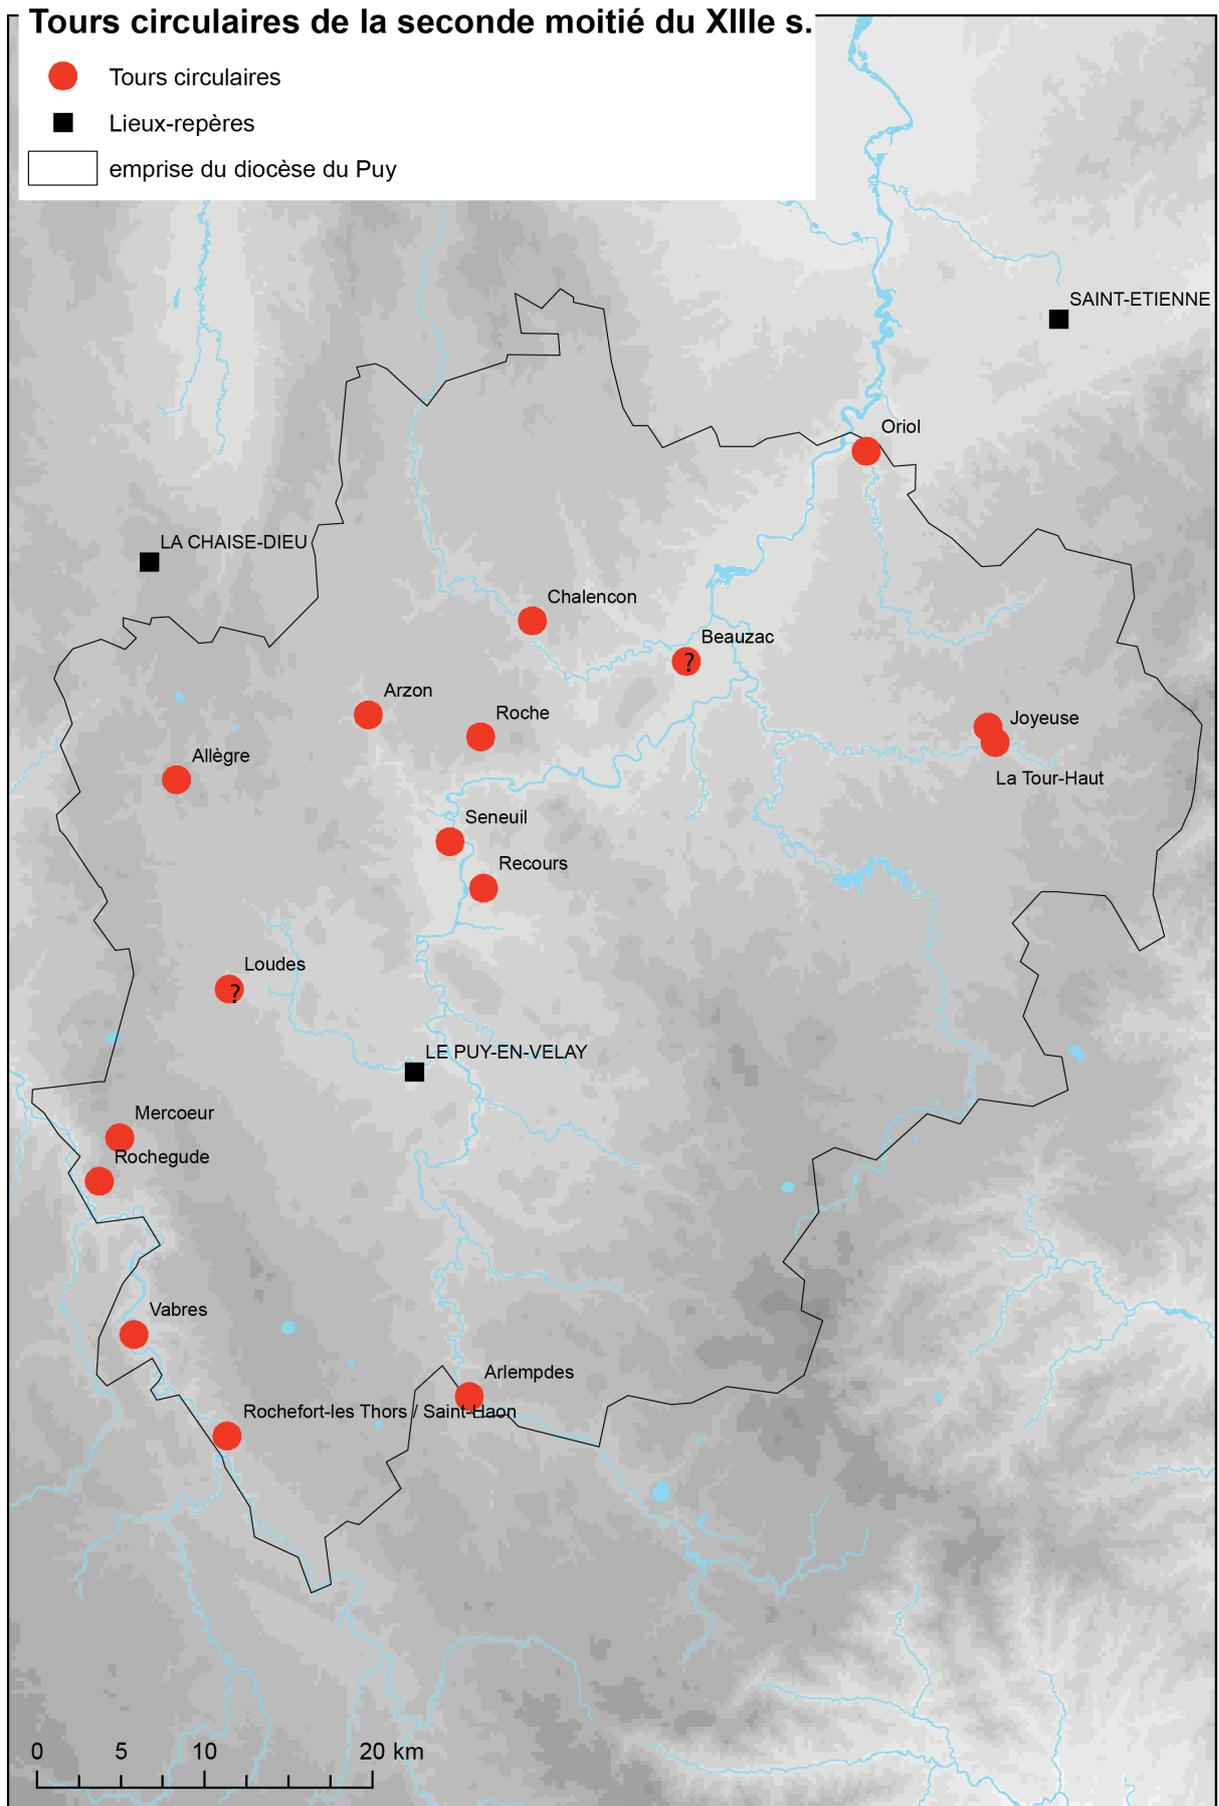 Tours circulaires de la seconde moitié du XIIIe s.
Tours circulaires
Lieux-repères
emprise du diocèse du Puy
SAINT-ETIENNE
Oriol
LA CHAISE-DIEU
Chalencon
Beauzac
?
Arzon
Roche
Joyeuse
Allègre
La Tour-Haut
Seneuil
Recours
Loudes
?
LE PUY-EN-VELAY
Mercoeur
Rochegude
Vabres
Arlempdes
Rochefort-les Thors / Saint-Haon
0 5 10 20 km